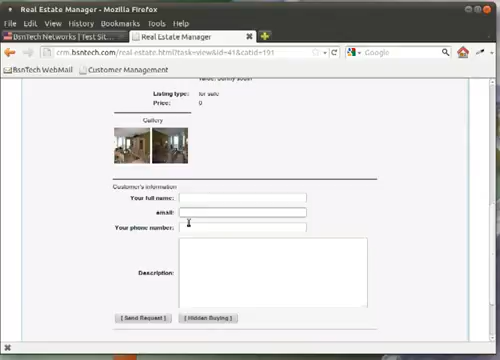 Real Estate Manager - Mozilla Firefox
File Edit View History Bookmarks Tools Help
BsnTech Networks | Test Sit... Real Estate Manager
crm.bsntech.com/real-estate.html?task=view&id=41&catid=191 Google
BsnTech WebMail Customer Management
Listing type: for sale
Price: 0
Gallery
Customer's information
Your full name:
email:
Your phone number:
Description:
[ Send Request ] [ Hidden Buying ]